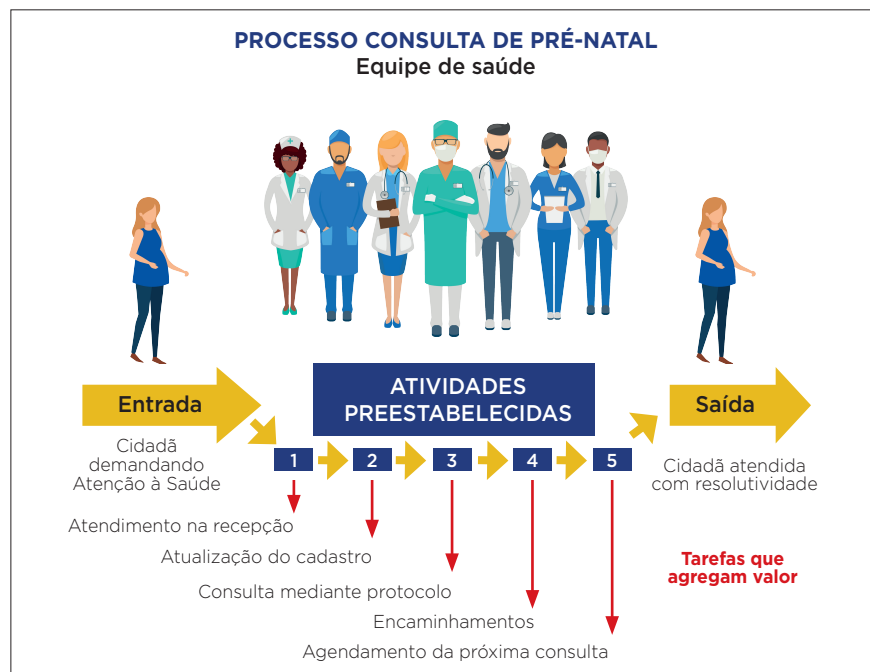 PROCESSO CONSULTA DE PRÉ-NATAL
Equipe de saúde
Entrada
ATIVIDADES
PREESTABELECIDAS
Saída
Cidadã
demandando
Atenção à Saúde
1
2
3
4
5
Cidadã atendida
com resolutividade
Atendimento na recepção
Atualização do cadastro
Consulta mediante protocolo
Encaminhamentos
Agendamento da próxima consulta
Tarefas que
agregam valor